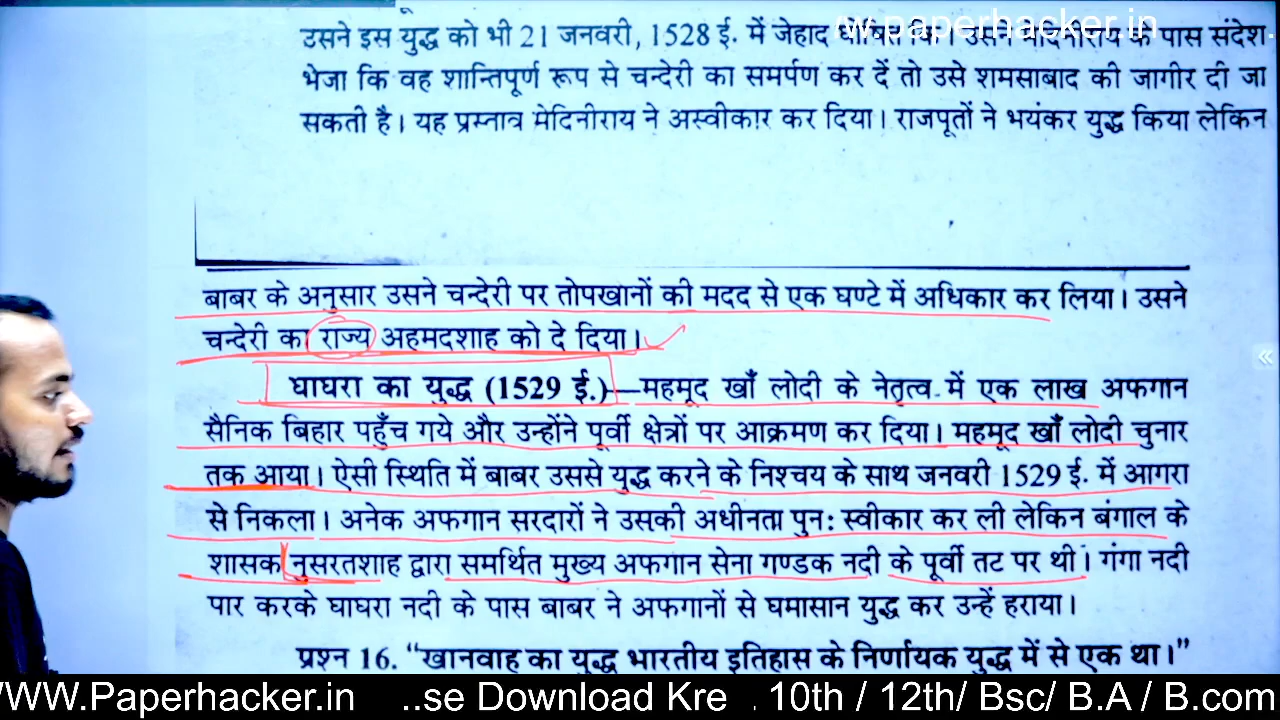 w.paperhacker.in
उसने इस युद्ध को भी 21 जनवरी, 1528 ई. में जेहाद घोषित उसने के पास संदेश
भेजा कि वह शान्तिपूर्ण रूप से चन्देरी का समर्पण कर दें तो उसे शमसाबाद की जागीर दी जा
सकती है। यह प्रस्ताव मेदिनीराय ने अस्वीकार कर दिया। राजपूतों ने भयंकर युद्ध किया लेकिन
बाबर के अनुसार उसने चन्देरी पर तोपखानों की मदद से एक घण्टे में अधिकार कर लिया। उसने
चन्देरी का राज्य अहमदशाह को दे दिया।
घाघरा का युद्ध (1529 ई.)—महमूद खाँ लोदी के नेतृत्व में एक लाख अफगान
सैनिक बिहार पहुँच गये और उन्होंने पूर्वी क्षेत्रों पर आक्रमण कर दिया। महमूद खाँ लोदी चुनार
तक आया। ऐसी स्थिति में बाबर उससे युद्ध करने के निश्चय के साथ जनवरी 1529 ई. में आगरा
से निकला। अनेक अफगान सरदारों ने उसकी अधीनता पुन: स्वीकार कर ली लेकिन बंगाल के
शासक नुसरतशाह द्वारा समर्थित मुख्य अफगान सेना गण्डक नदी के पूर्वी तट पर थी। गंगा नदी
पार करके घाघरा नदी के पास बाबर ने अफगानों से घमासान युद्ध कर उन्हें हराया।
प्रश्न 16. “खानवाह का युद्ध भारतीय इतिहास के निर्णायक युद्ध में से एक था।”
WWW.Paperhacker.in ..se Download Kre . 10th / 12th/ Bsc/ B.A / B.com